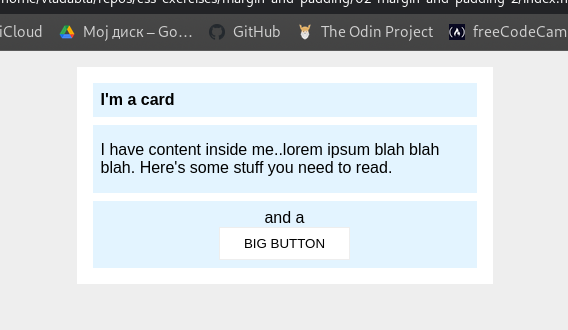 home/vladabla/repos/css-exercises/margin-and-padding/02-margin-and-padding-2/index.h
iCloud Мој диск – Go... GitHub The Odin Project freeCodeCam
I'm a card
I have content inside me..lorem ipsum blah blah
blah. Here's some stuff you need to read.
and a
BIG BUTTON